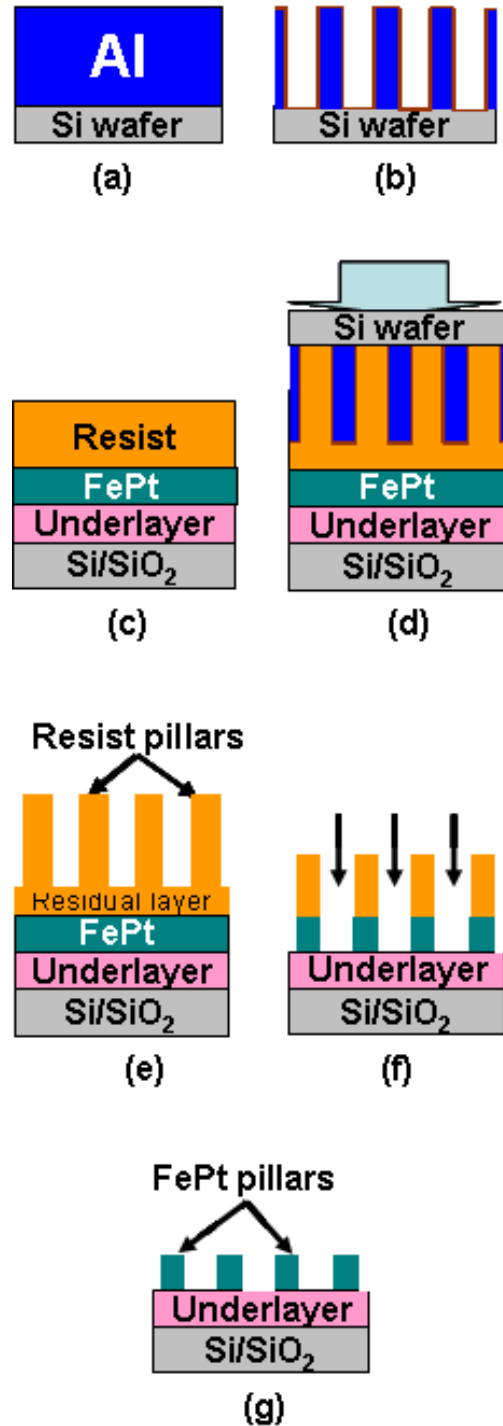 Al
Si wafer
(a)
Si wafer
(b)
Resist
FePt
Underlayer
Si/SiO₂
(c)
Si wafer
FePt
Underlayer
Si/SiO₂
(d)
Resist pillars
Residual layer
FePt
Underlayer
Si/SiO₂
(e)
Underlayer
Si/SiO₂
(f)
FePt pillars
Underlayer
Si/SiO₂
(g)